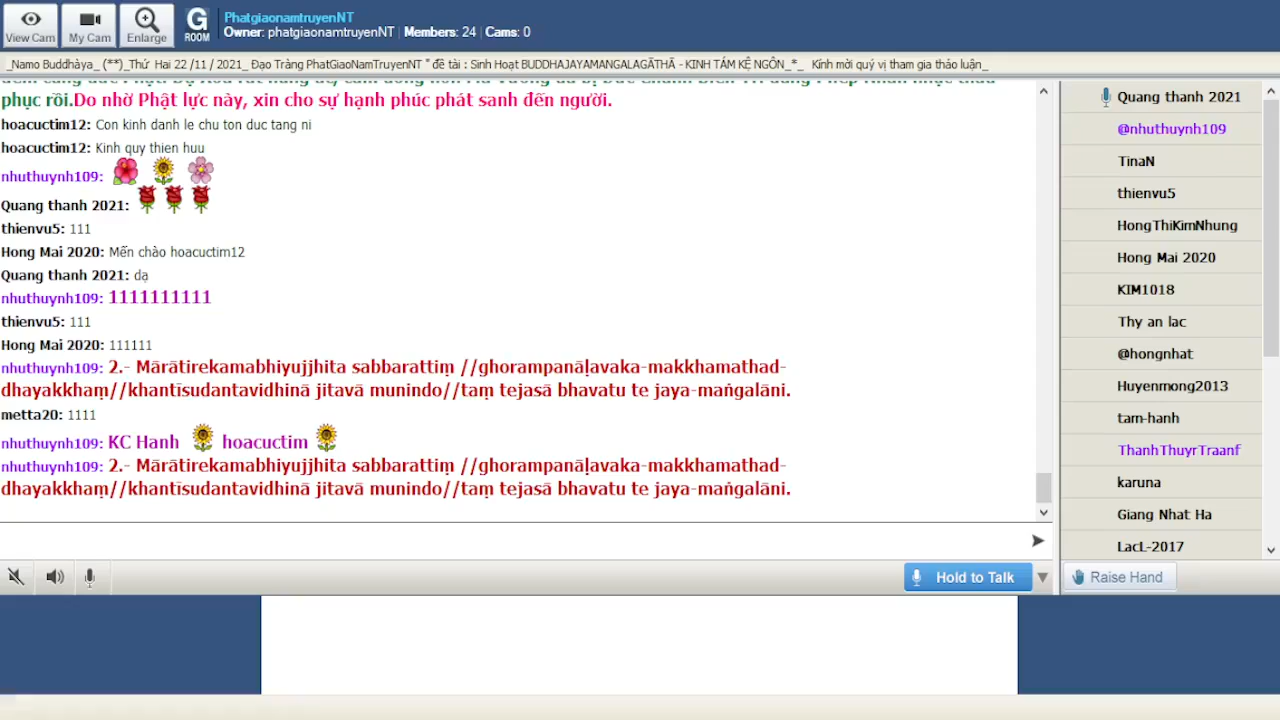 View Cam
My Cam
Enlarge
G
ROOM
PhatgiaonamtruyenNT
Owner: phatgiaonamtruyenNT | Members: 24 | Cams: 0
_Namo Buddhàya_ (**)_Thứ Hai 22 /11 / 2021_ Đạo Tràng PhatGiaoNamTruyenNT " đề tài : Sinh Hoạt BUDDHAJAYAMANGALAGĀTHĀ - KINH TÁM KỆ NGÔN_*_ Kính mời quý vị tham gia thảo luận_
phục rồi.Do nhờ Phật lực này, xin cho sự hạnh phúc phát sanh đến người.
hoacuctim12: Con kinh danh le chu ton duc tang ni
hoacuctim12: Kinh quy thien huu
nhuthuynh109:
Quang thanh 2021:
thienvu5: 111
Hong Mai 2020: Mến chào hoacuctim12
Quang thanh 2021: dạ
nhuthuynh109: 1111111111
thienvu5: 111
Hong Mai 2020: 111111
nhuthuynh109: 2.- Mārātirekamabhiyujjhita sabbarattiṃ //ghorampanāḷavaka-makkhamathad-
dhayakkhaṃ//khantīsudantavidhinā jitavā munindo//taṃ tejasā bhavatu te jaya-maṅgalāni.
metta20: 1111
nhuthuynh109: KC Hanh hoacuctim
nhuthuynh109: 2.- Mārātirekamabhiyujjhita sabbarattiṃ //ghorampanāḷavaka-makkhamathad-
dhayakkhaṃ//khantīsudantavidhinā jitavā munindo//taṃ tejasā bhavatu te jaya-maṅgalāni.
Hold to Talk
Quang thanh 2021
@nhuthuynh109
TinaN
thienvu5
HongThiKimNhung
Hong Mai 2020
KIM1018
Thy an lac
@hongnhat
Huyenmong2013
tam-hanh
ThanhThuyrTraanf
karuna
Giang Nhat Ha
LacL-2017
Raise Hand